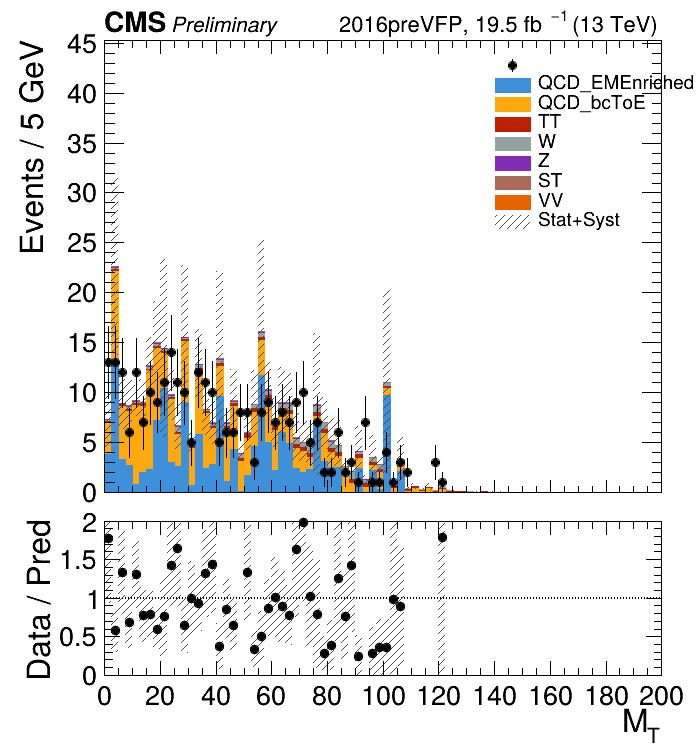 CMS Preliminary 2016preVFP, 19.5 fb⁻¹ (13 TeV)
Events / 5 GeV
45
40
35
30
25
20
15
10
5
0
QCD_EMEnriched
QCD_bcToE
TT
W
Z
ST
VV
Stat+Syst
Data / Pred
2
1.5
1
0.5
0
0 20 40 60 80 100 120 140 160 180 200
M_T